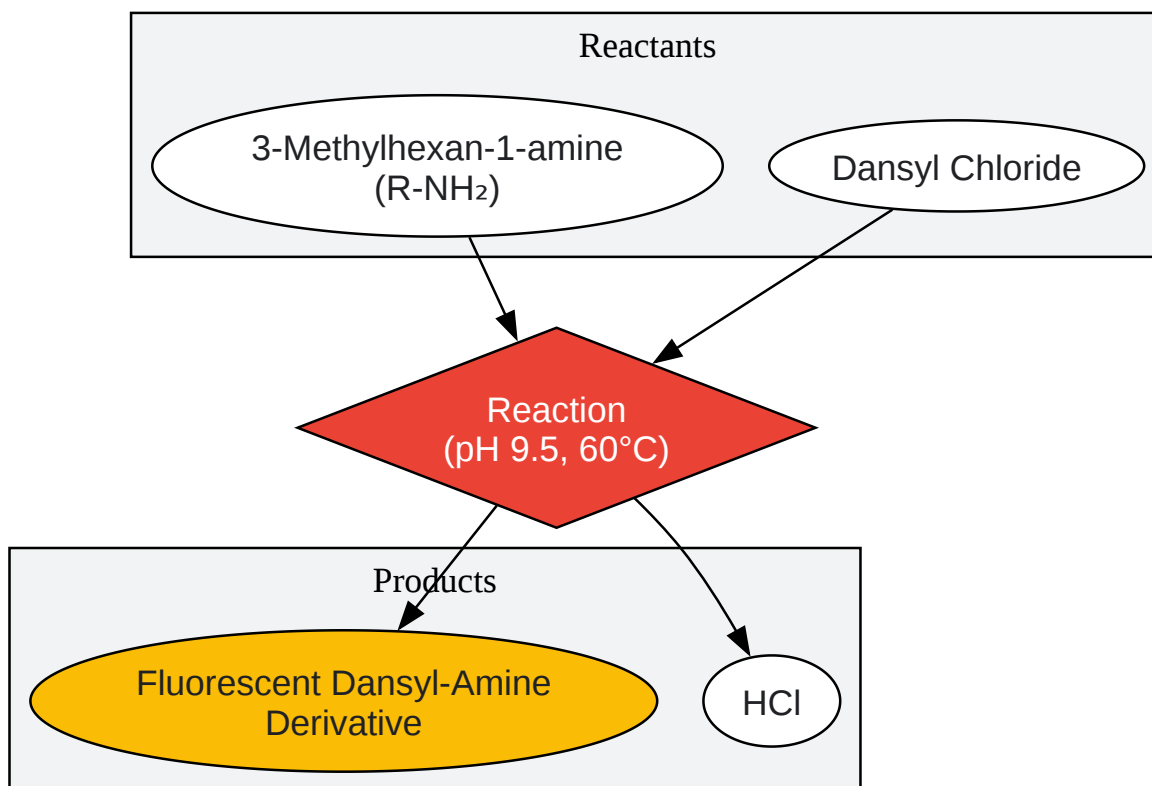 Reactants
3-Methylhexan-1-amine
(R-NH₂)
Dansyl Chloride
Reaction
(pH 9.5, 60°C)
Products
Fluorescent Dansyl-Amine
Derivative
HCl